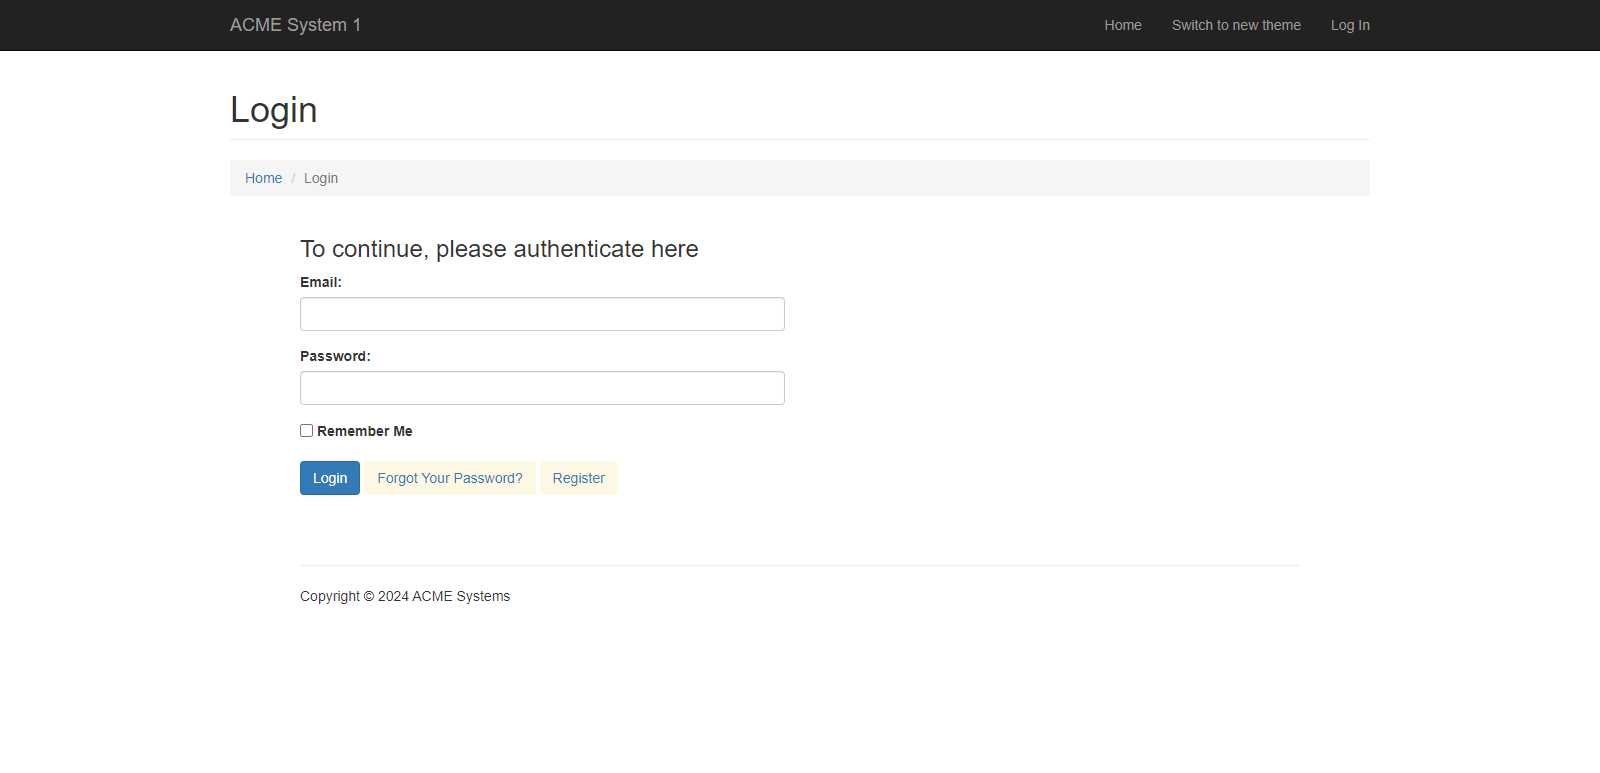 ACME System 1 Home Switch to new theme Log In
Login
Home / Login
To continue, please authenticate here
Email:
Password:
Remember Me
Login Forgot Your Password? Register
Copyright © 2024 ACME Systems